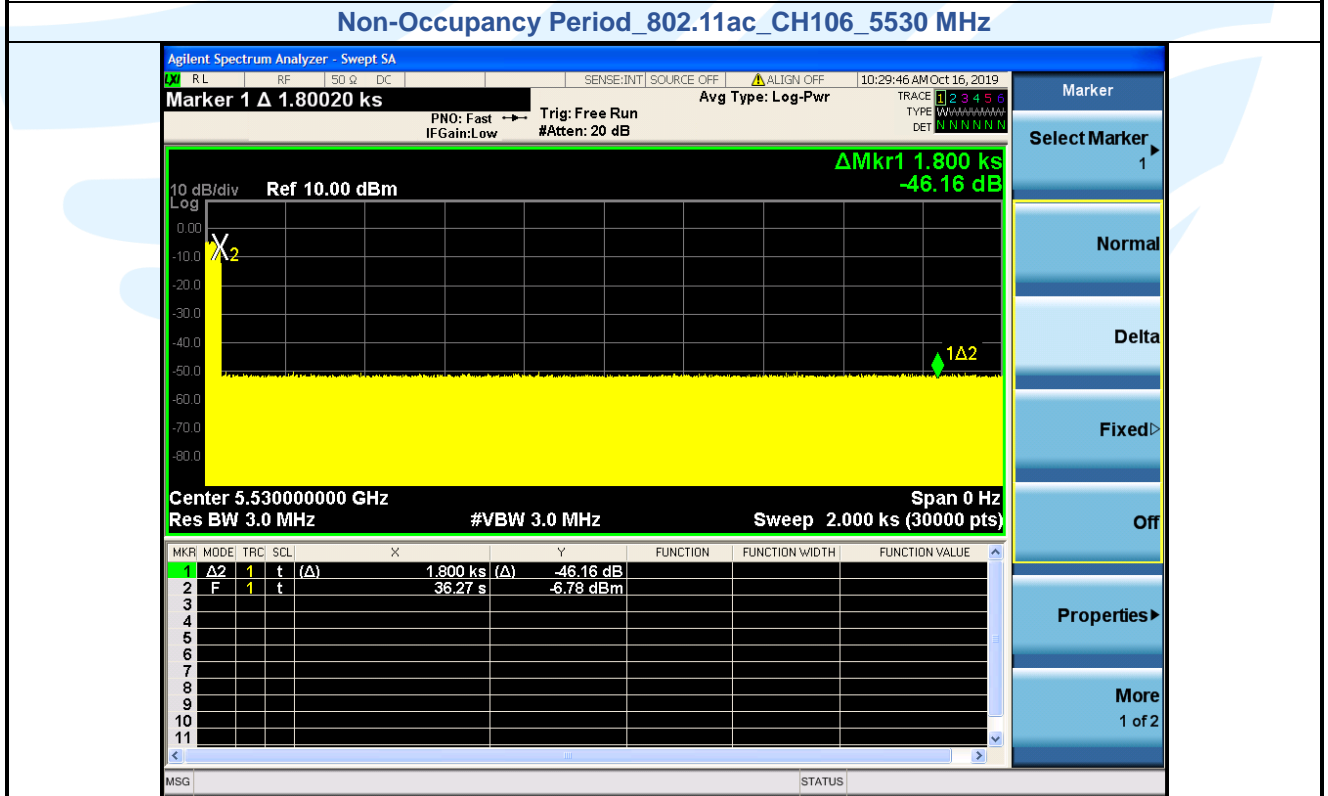 Non-Occupancy Period_802.11ac_CH106_5530 MHz
Agilent Spectrum Analyzer - Swept SA
LXI RL RF 50 Ω DC SENSE:INT SOURCE OFF ⚠ ALIGN OFF 10:29:46 AM Oct 16, 2019
Marker 1 Δ 1.80020 ks
Avg Type: Log-Pwr
TRACE 1 2 3 4 5 6
TYPE WWWWWW
DET N N N N N N
PNO: Fast
IFGain:Low
Trig: Free Run
#Atten: 20 dB
ΔMkr1 1.800 ks
-46.16 dB
10 dB/div Ref 10.00 dBm
Log
0.00
-10.0
-20.0
-30.0
-40.0
-50.0
-60.0
-70.0
-80.0
2
1Δ2
Center 5.530000000 GHz Span 0 Hz
Res BW 3.0 MHz #VBW 3.0 MHz Sweep 2.000 ks (30000 pts)
MKR MODE TRC SCL X Y FUNCTION FUNCTION WIDTH FUNCTION VALUE
1 Δ2 1 t (Δ) 1.800 ks (Δ) -46.16 dB
2 F 1 t 36.27 s -6.78 dBm
3
4
5
6
7
8
9
10
11
MSG STATUS
Marker
Select Marker
1
Normal
Delta
Fixed
Off
Properties
More
1 of 2